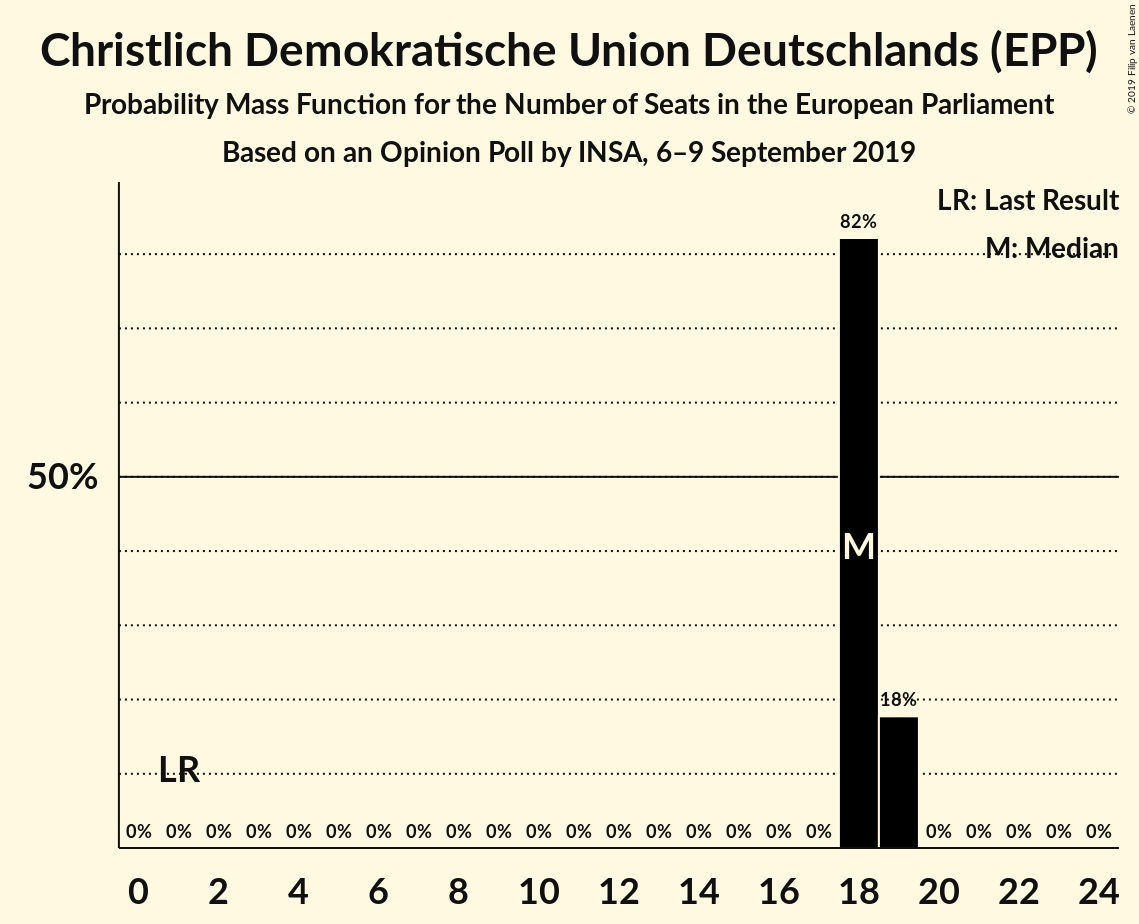 Christlich Demokratische Union Deutschlands (EPP)
Probability Mass Function for the Number of Seats in the European Parliament
Based on an Opinion Poll by INSA, 6–9 September 2019
© 2019 Filip van Laenen
LR: Last Result
M: Median
82%
50%
M
18%
LR
0% 0% 0% 0% 0% 0% 0% 0% 0% 0% 0% 0% 0% 0% 0% 0% 0% 0% 0% 0% 0% 0% 0%
0 2 4 6 8 10 12 14 16 18 20 22 24